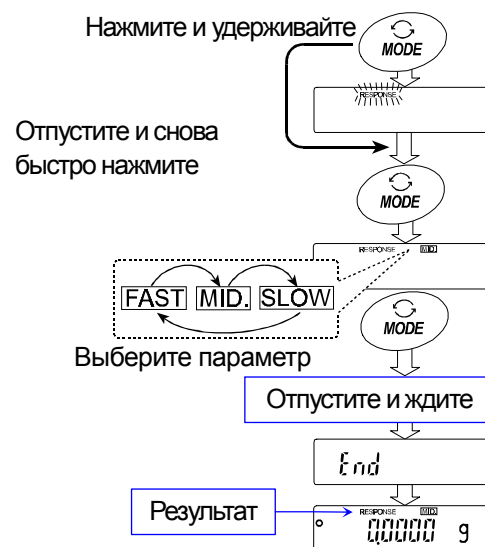 Нажмите и удерживайте
MODE
RESPONSE
Отпустите и снова
быстро нажмите
MODE
RESPONSE MID.
FAST MID. SLOW
MODE
Выберите параметр
Отпустите и ждите
End
Результат
RESPONSE MID.
0.0000 g